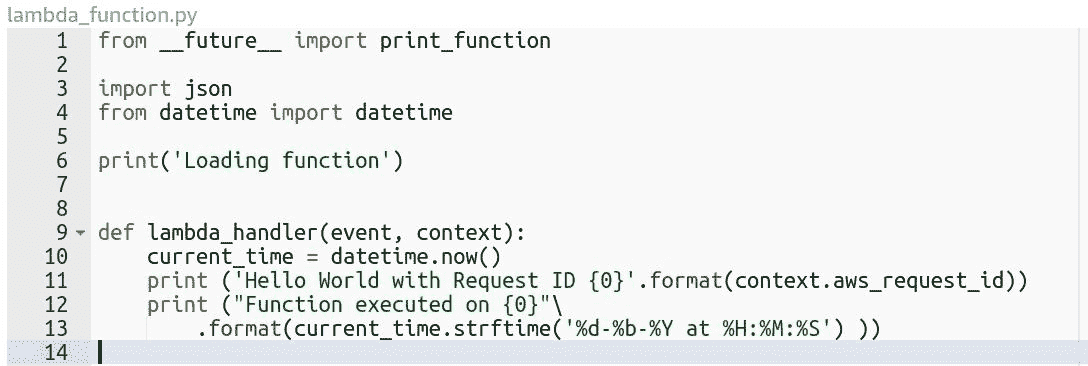 lambda_function.py
1 from __future__ import print_function
2
3 import json
4 from datetime import datetime
5
6 print('Loading function')
7
8
9 def lambda_handler(event, context):
10     current_time = datetime.now()
11     print ('Hello World with Request ID {0}'.format(context.aws_request_id))
12     print ("Function executed on {0}"\
13         .format(current_time.strftime('%d-%b-%Y at %H:%M:%S') ))
14